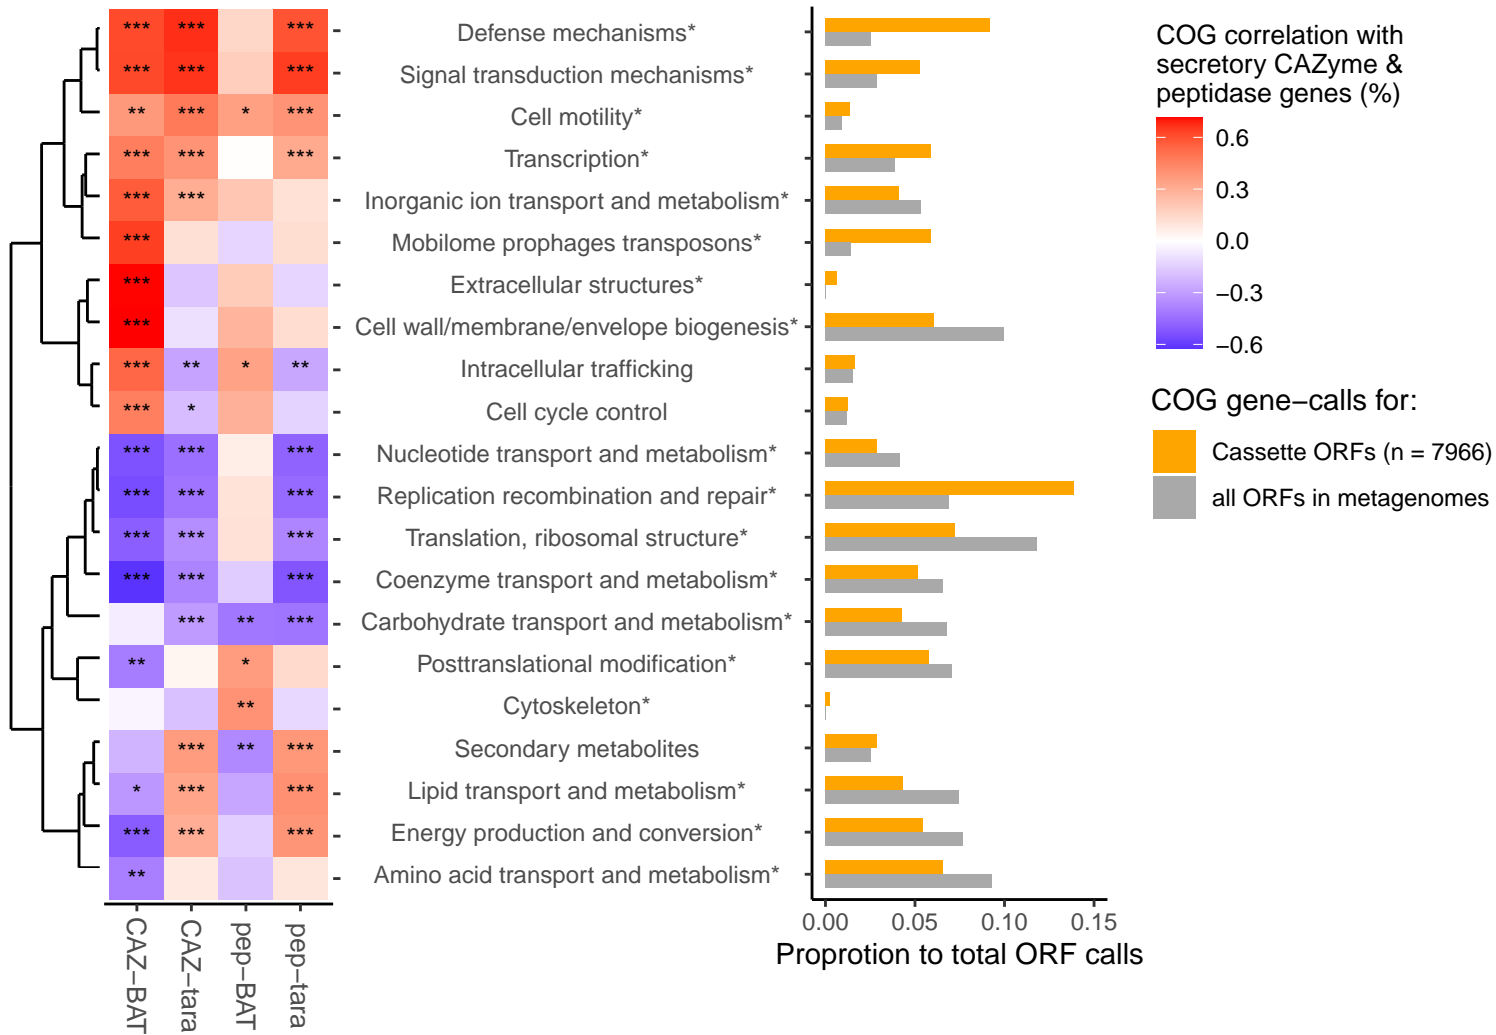 *** *** *** Defense mechanisms*
*** *** *** Signal transduction mechanisms*
** *** * *** Cell motility*
*** *** *** Transcription*
*** *** Inorganic ion transport and metabolism*
*** Mobilome prophages transposons*
*** Extracellular structures*
*** Cell wall/membrane/envelope biogenesis*
*** ** * ** Intracellular trafficking
*** * Cell cycle control
*** *** *** Nucleotide transport and metabolism*
*** *** *** Replication recombination and repair*
*** *** *** Translation, ribosomal structure*
*** *** *** Coenzyme transport and metabolism*
*** ** *** Carbohydrate transport and metabolism*
** * Posttranslational modification*
** Cytoskeleton*
*** ** *** Secondary metabolites
* *** *** Lipid transport and metabolism*
*** *** *** Energy production and conversion*
** Amino acid transport and metabolism*
CAZ−BAT
CAZ−tara
pep−BAT
pep−tara
0.00 0.05 0.10 0.15
Proprotion to total ORF calls
COG correlation with
secretory CAZyme &
peptidase genes (%)
0.6
0.3
0.0
−0.3
−0.6
COG gene−calls for:
Cassette ORFs (n = 7966)
all ORFs in metagenomes